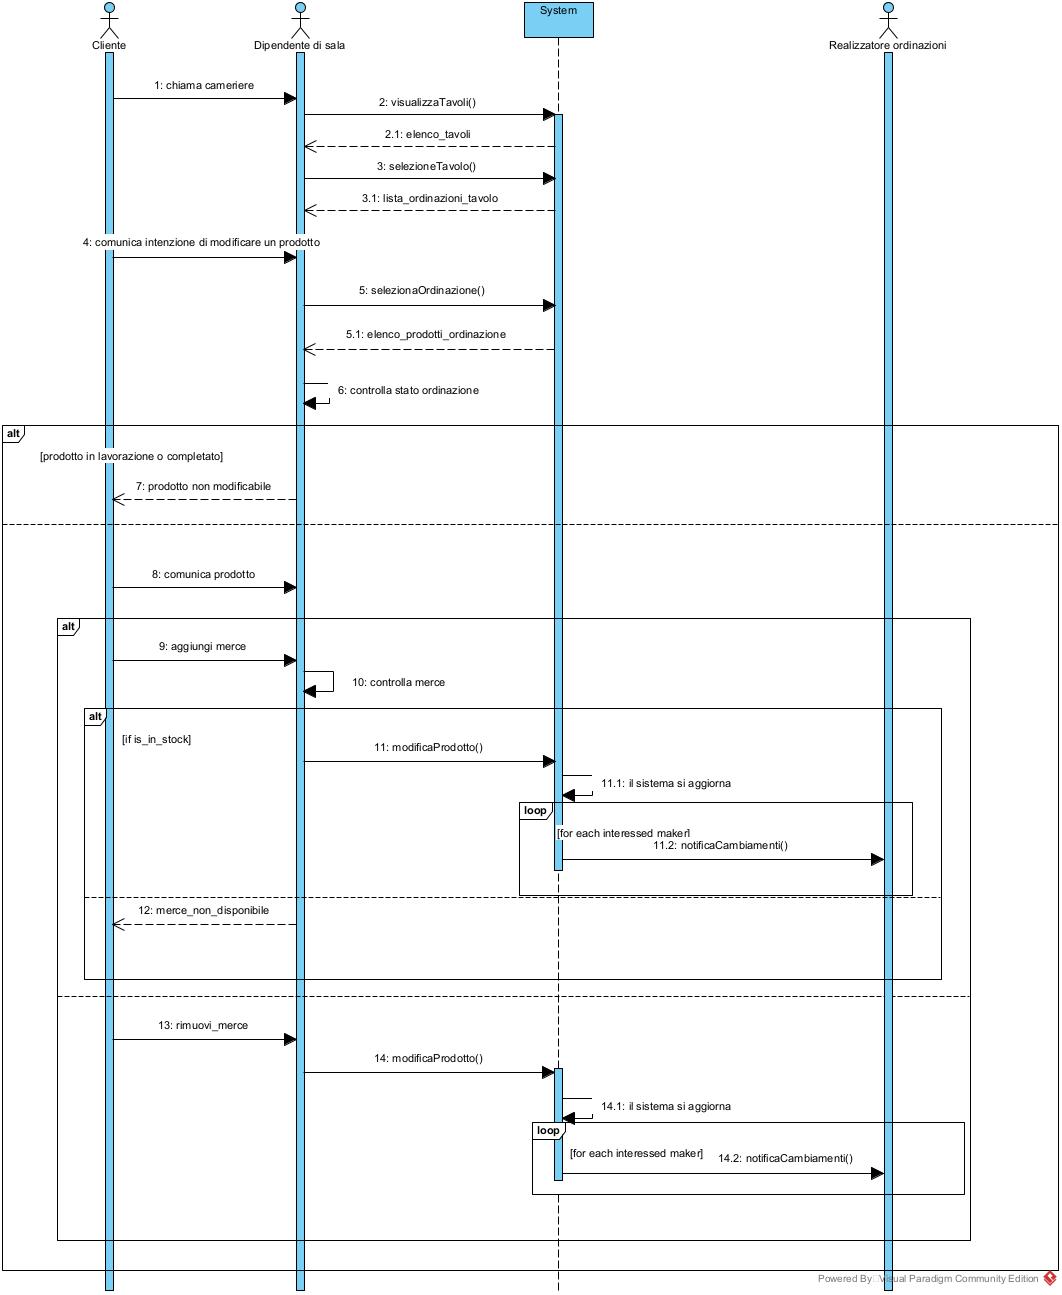 Cliente
Dipendente di sala
System
Realizzatore ordinazioni
1: chiama cameriere
2: visualizzaTavoli()
2.1: elenco_tavoli
3: selezioneTavolo()
3.1: lista_ordinazioni_tavolo
4: comunica intenzione di modificare un prodotto
5: selezionaOrdinazione()
5.1: elenco_prodotti_ordinazione
6: controlla stato ordinazione
alt
[prodotto in lavorazione o completato]
7: prodotto non modificabile
8: comunica prodotto
alt
9: aggiungi merce
10: controlla merce
alt
[if is_in_stock]
11: modificaProdotto()
11.1: il sistema si aggiorna
loop
[for each interessed maker]
11.2: notificaCambiamenti()
12: merce_non_disponibile
13: rimuovi_merce
14: modificaProdotto()
14.1: il sistema si aggiorna
loop
[for each interessed maker]
14.2: notificaCambiamenti()
Powered By Visual Paradigm Community Edition